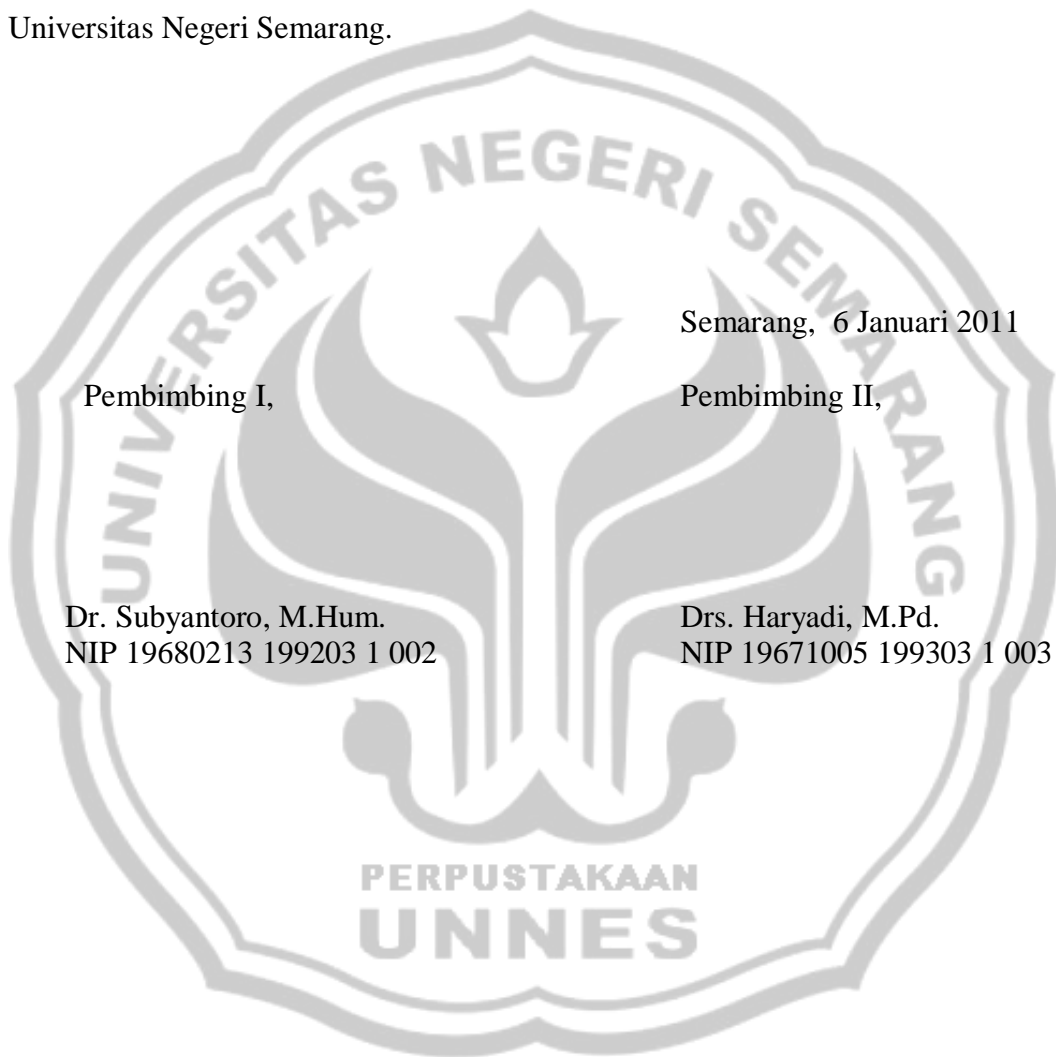 Universitas Negeri Semarang.
UNIVERSITAS NEGERI SEMARANG
Semarang, 6 Januari 2011
Pembimbing I, Pembimbing II,
Dr. Subyantoro, M.Hum. Drs. Haryadi, M.Pd.
NIP 19680213 199203 1 002 NIP 19671005 199303 1 003
PERPUSTAKAAN
UNNES